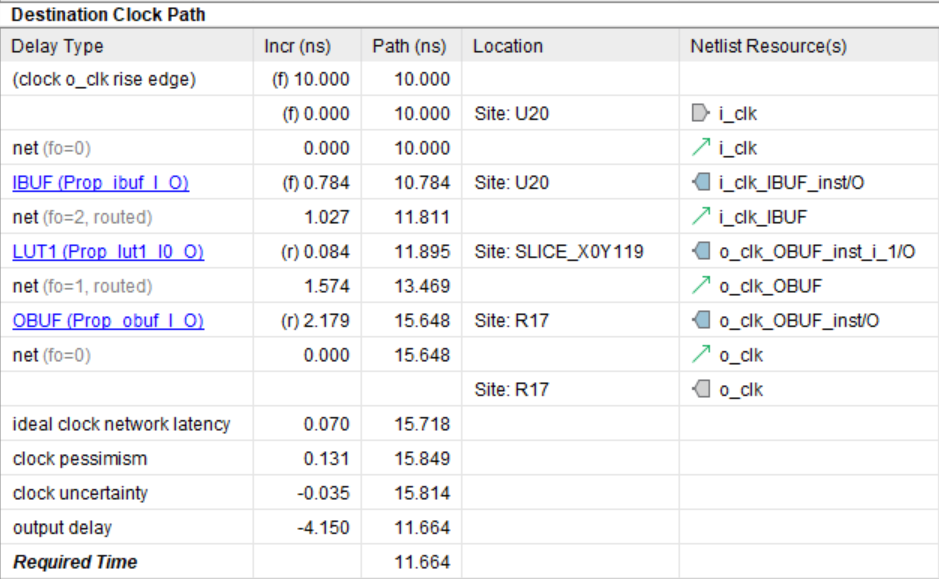 Destination Clock Path
Delay Type Incr (ns) Path (ns) Location Netlist Resource(s)
(clock o_clk rise edge) (f) 10.000 10.000
(f) 0.000 10.000 Site: U20 i_clk
net (fo=0) 0.000 10.000 i_clk
IBUF (Prop_ibuf_I_O) (f) 0.784 10.784 Site: U20 i_clk_IBUF_inst/O
net (fo=2, routed) 1.027 11.811 i_clk_IBUF
LUT1 (Prop_lut1_I0_O) (r) 0.084 11.895 Site: SLICE_X0Y119 o_clk_OBUF_inst_i_1/O
net (fo=1, routed) 1.574 13.469 o_clk_OBUF
OBUF (Prop_obuf_I_O) (r) 2.179 15.648 Site: R17 o_clk_OBUF_inst/O
net (fo=0) 0.000 15.648 o_clk
Site: R17 o_clk
ideal clock network latency 0.070 15.718
clock pessimism 0.131 15.849
clock uncertainty -0.035 15.814
output delay -4.150 11.664
Required Time 11.664